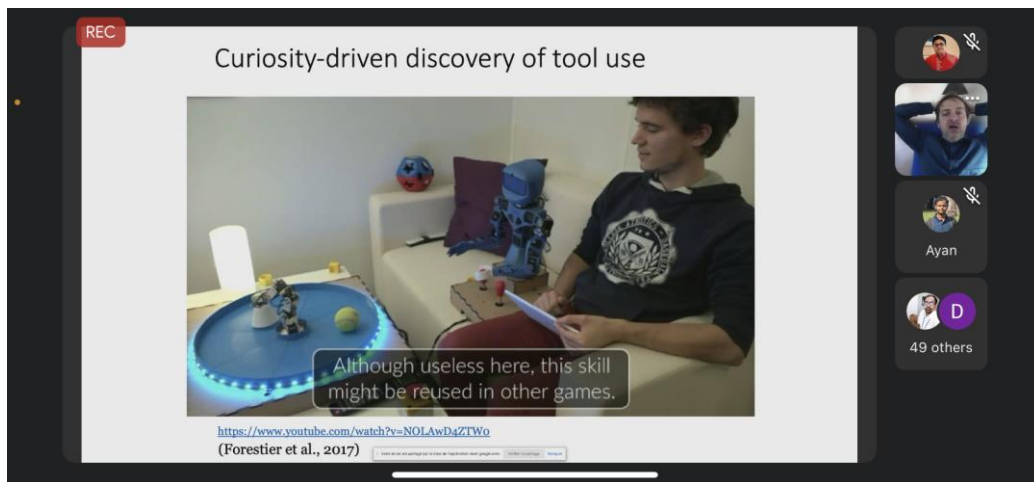 REC
Curiosity-driven discovery of tool use
Although useless here, this skill
might be reused in other games.
https://www.youtube.com/watch?v=NOLAwD4ZTW0
(Forestier et al., 2017)
Ayan
D
49 others